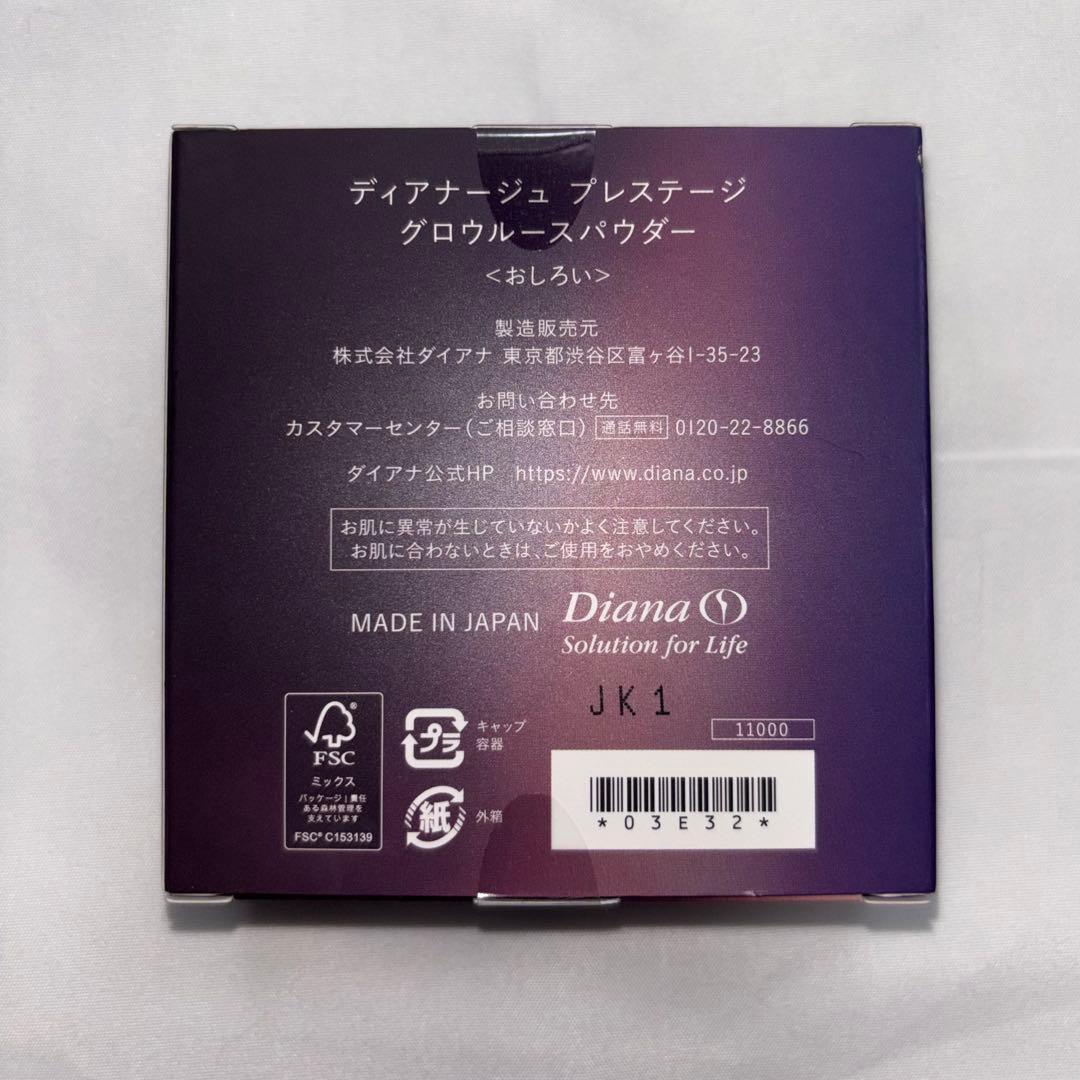 ディアナージュ プレステージ
グロウルースパウダー
＜おしろい＞
製造販売元
株式会社ダイアナ 東京都渋谷区富ヶ谷1-35-23
お問い合わせ先
カスタマーセンター(ご相談窓口) 通話無料 0120-22-8866
ダイアナ公式HP https://www.diana.co.jp
お肌に異常が生じていないかよく注意してください。
お肌に合わないときは、ご使用をおやめください。
MADE IN JAPAN
Diana
Solution for Life
JK1
11000
*03E32*
FSC®
ミックス
パッケージ|責任
ある森林管理を
支えています
FSC® C153139
プラ
キャップ
容器
紙
外箱